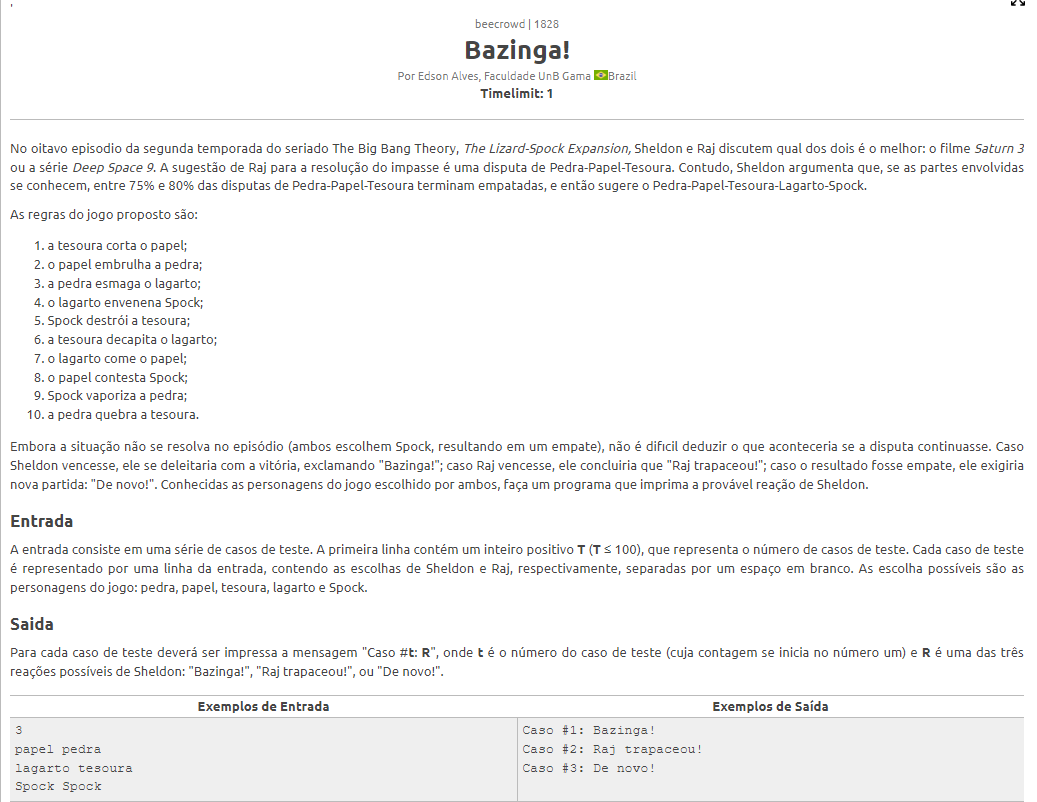 beecrowd | 1828
Bazinga!
Por Edson Alves, Faculdade UnB Gama Brazil
Timelimit: 1
No oitavo episodio da segunda temporada do seriado The Big Bang Theory, The Lizard-Spock Expansion, Sheldon e Raj discutem qual dos dois é o melhor: o filme Saturn 3
ou a série Deep Space 9. A sugestão de Raj para a resolução do impasse é uma disputa de Pedra-Papel-Tesoura. Contudo, Sheldon argumenta que, se as partes envolvidas
se conhecem, entre 75% e 80% das disputas de Pedra-Papel-Tesoura terminam empatadas, e então sugere o Pedra-Papel-Tesoura-Lagarto-Spock.
As regras do jogo proposto são:
1. a tesoura corta o papel;
2. o papel embrulha a pedra;
3. a pedra esmaga o lagarto;
4. o lagarto envenena Spock;
5. Spock destrói a tesoura;
6. a tesoura decapita o lagarto;
7. o lagarto come o papel;
8. o papel contesta Spock;
9. Spock vaporiza a pedra;
10. a pedra quebra a tesoura.
Embora a situação não se resolva no episódio (ambos escolhem Spock, resultando em um empate), não é dificil deduzir o que aconteceria se a disputa continuasse. Caso
Sheldon vencesse, ele se deleitaria com a vitória, exclamando "Bazinga!"; caso Raj vencesse, ele concluiria que "Raj trapaceou!"; caso o resultado fosse empate, ele exigiria
nova partida: "De novo!". Conhecidas as personagens do jogo escolhido por ambos, faça um programa que imprima a provável reação de Sheldon.
Entrada
A entrada consiste em uma série de casos de teste. A primeira linha contém um inteiro positivo T (T ≤ 100), que representa o número de casos de teste. Cada caso de teste
é representado por uma linha da entrada, contendo as escolhas de Sheldon e Raj, respectivamente, separadas por um espaço em branco. As escolha possíveis são as
personagens do jogo: pedra, papel, tesoura, lagarto e Spock.
Saida
Para cada caso de teste deverá ser impressa a mensagem "Caso #t: R", onde t é o número do caso de teste (cuja contagem se inicia no número um) e R é uma das três
reações possíveis de Sheldon: "Bazinga!", "Raj trapaceou!", ou "De novo!".
Exemplos de Entrada Exemplos de Saída
3 Caso #1: Bazinga!
papel pedra Caso #2: Raj trapaceou!
lagarto tesoura Caso #3: De novo!
Spock Spock